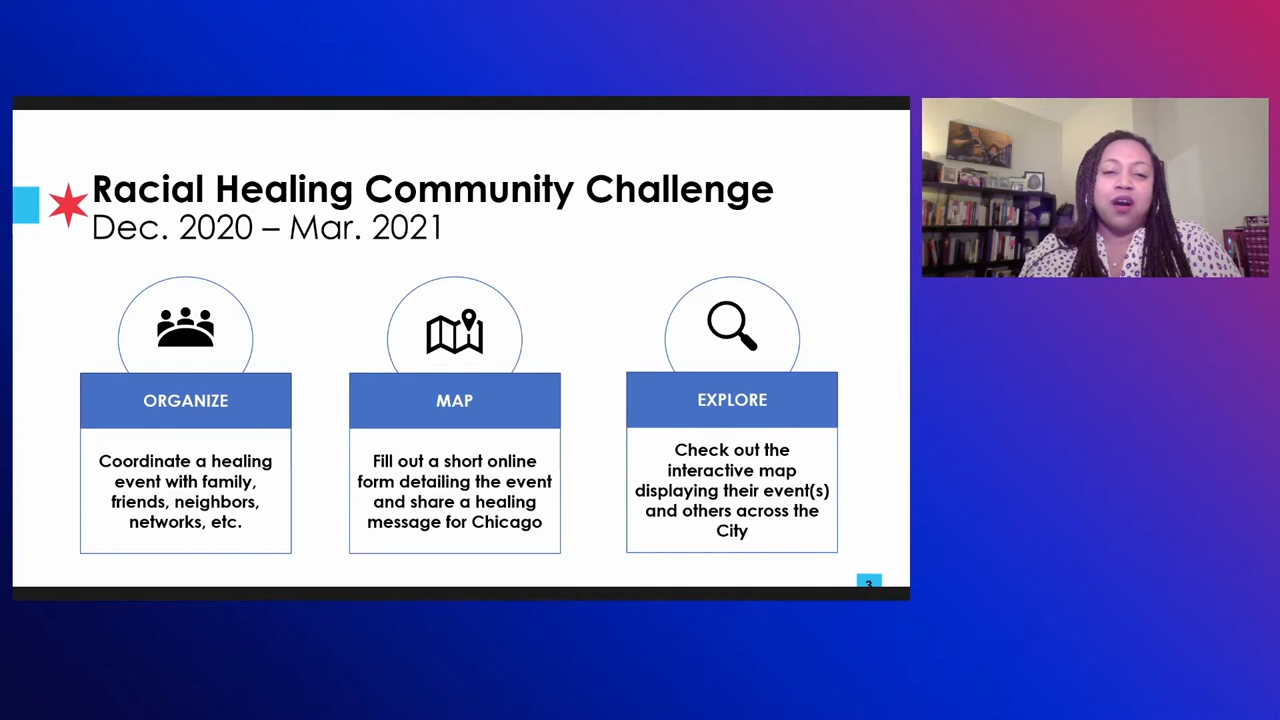 Racial Healing Community Challenge
Dec. 2020 – Mar. 2021
ORGANIZE
Coordinate a healing
event with family,
friends, neighbors,
networks, etc.
MAP
Fill out a short online
form detailing the event
and share a healing
message for Chicago
EXPLORE
Check out the
interactive map
displaying their event(s)
and others across the
City
3